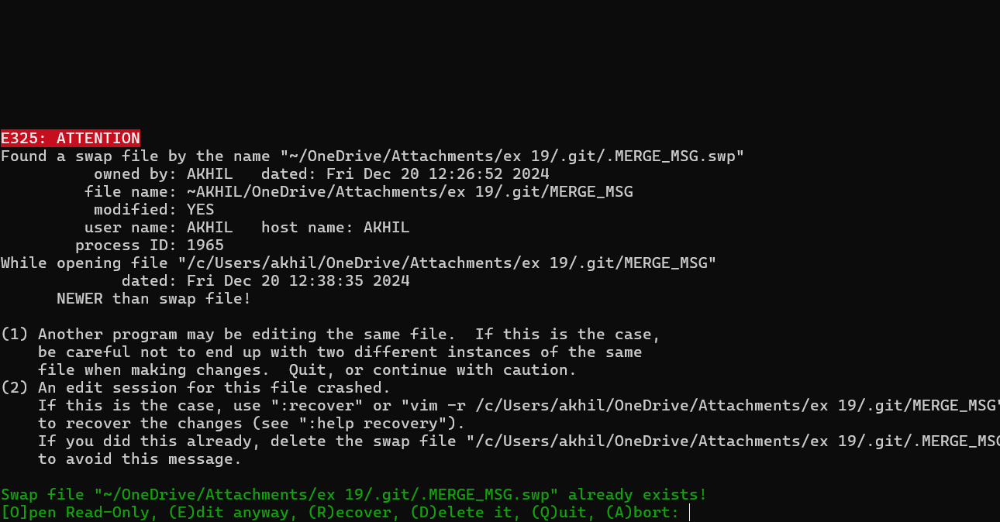 E325: ATTENTION
Found a swap file by the name "~/OneDrive/Attachments/ex 19/.git/.MERGE_MSG.swp"
          owned by: AKHIL   dated: Fri Dec 20 12:26:52 2024
         file name: ~AKHIL/OneDrive/Attachments/ex 19/.git/MERGE_MSG
          modified: YES
         user name: AKHIL   host name: AKHIL
        process ID: 1965
While opening file "/c/Users/akhil/OneDrive/Attachments/ex 19/.git/MERGE_MSG"
             dated: Fri Dec 20 12:38:35 2024
      NEWER than swap file!

(1) Another program may be editing the same file.  If this is the case,
    be careful not to end up with two different instances of the same
    file when making changes.  Quit, or continue with caution.
(2) An edit session for this file crashed.
    If this is the case, use ":recover" or "vim -r /c/Users/akhil/OneDrive/Attachments/ex 19/.git/MERGE_MSG"
    to recover the changes (see ":help recovery").
    If you did this already, delete the swap file "/c/Users/akhil/OneDrive/Attachments/ex 19/.git/.MERGE_MSG
    to avoid this message.

Swap file "~/OneDrive/Attachments/ex 19/.git/.MERGE_MSG.swp" already exists!
[O]pen Read-Only, (E)dit anyway, (R)ecover, (D)elete it, (Q)uit, (A)bort: